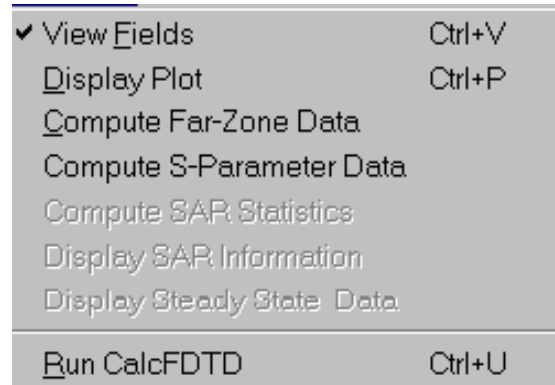 ✔ View Fields Ctrl+V
Display Plot Ctrl+P
Compute Far-Zone Data
Compute S-Parameter Data
Compute SAR Statistics
Display SAR Information
Display Steady State Data
Run CalcFDTD Ctrl+U